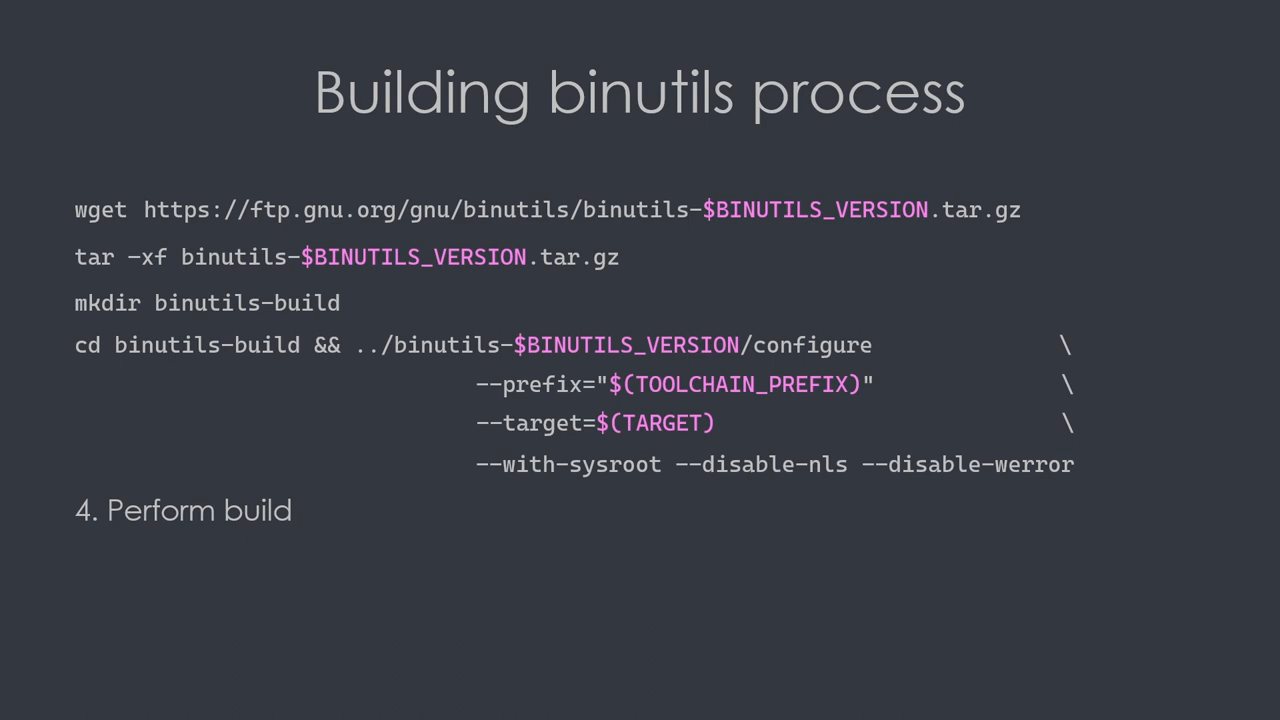 Building binutils process
wget https://ftp.gnu.org/gnu/binutils/binutils-$BINUTILS_VERSION.tar.gz
tar -xf binutils-$BINUTILS_VERSION.tar.gz
mkdir binutils-build
cd binutils-build && ../binutils-$BINUTILS_VERSION/configure \
--prefix="$(TOOLCHAIN_PREFIX)" \
--target=$(TARGET) \
--with-sysroot --disable-nls --disable-werror
4. Perform build